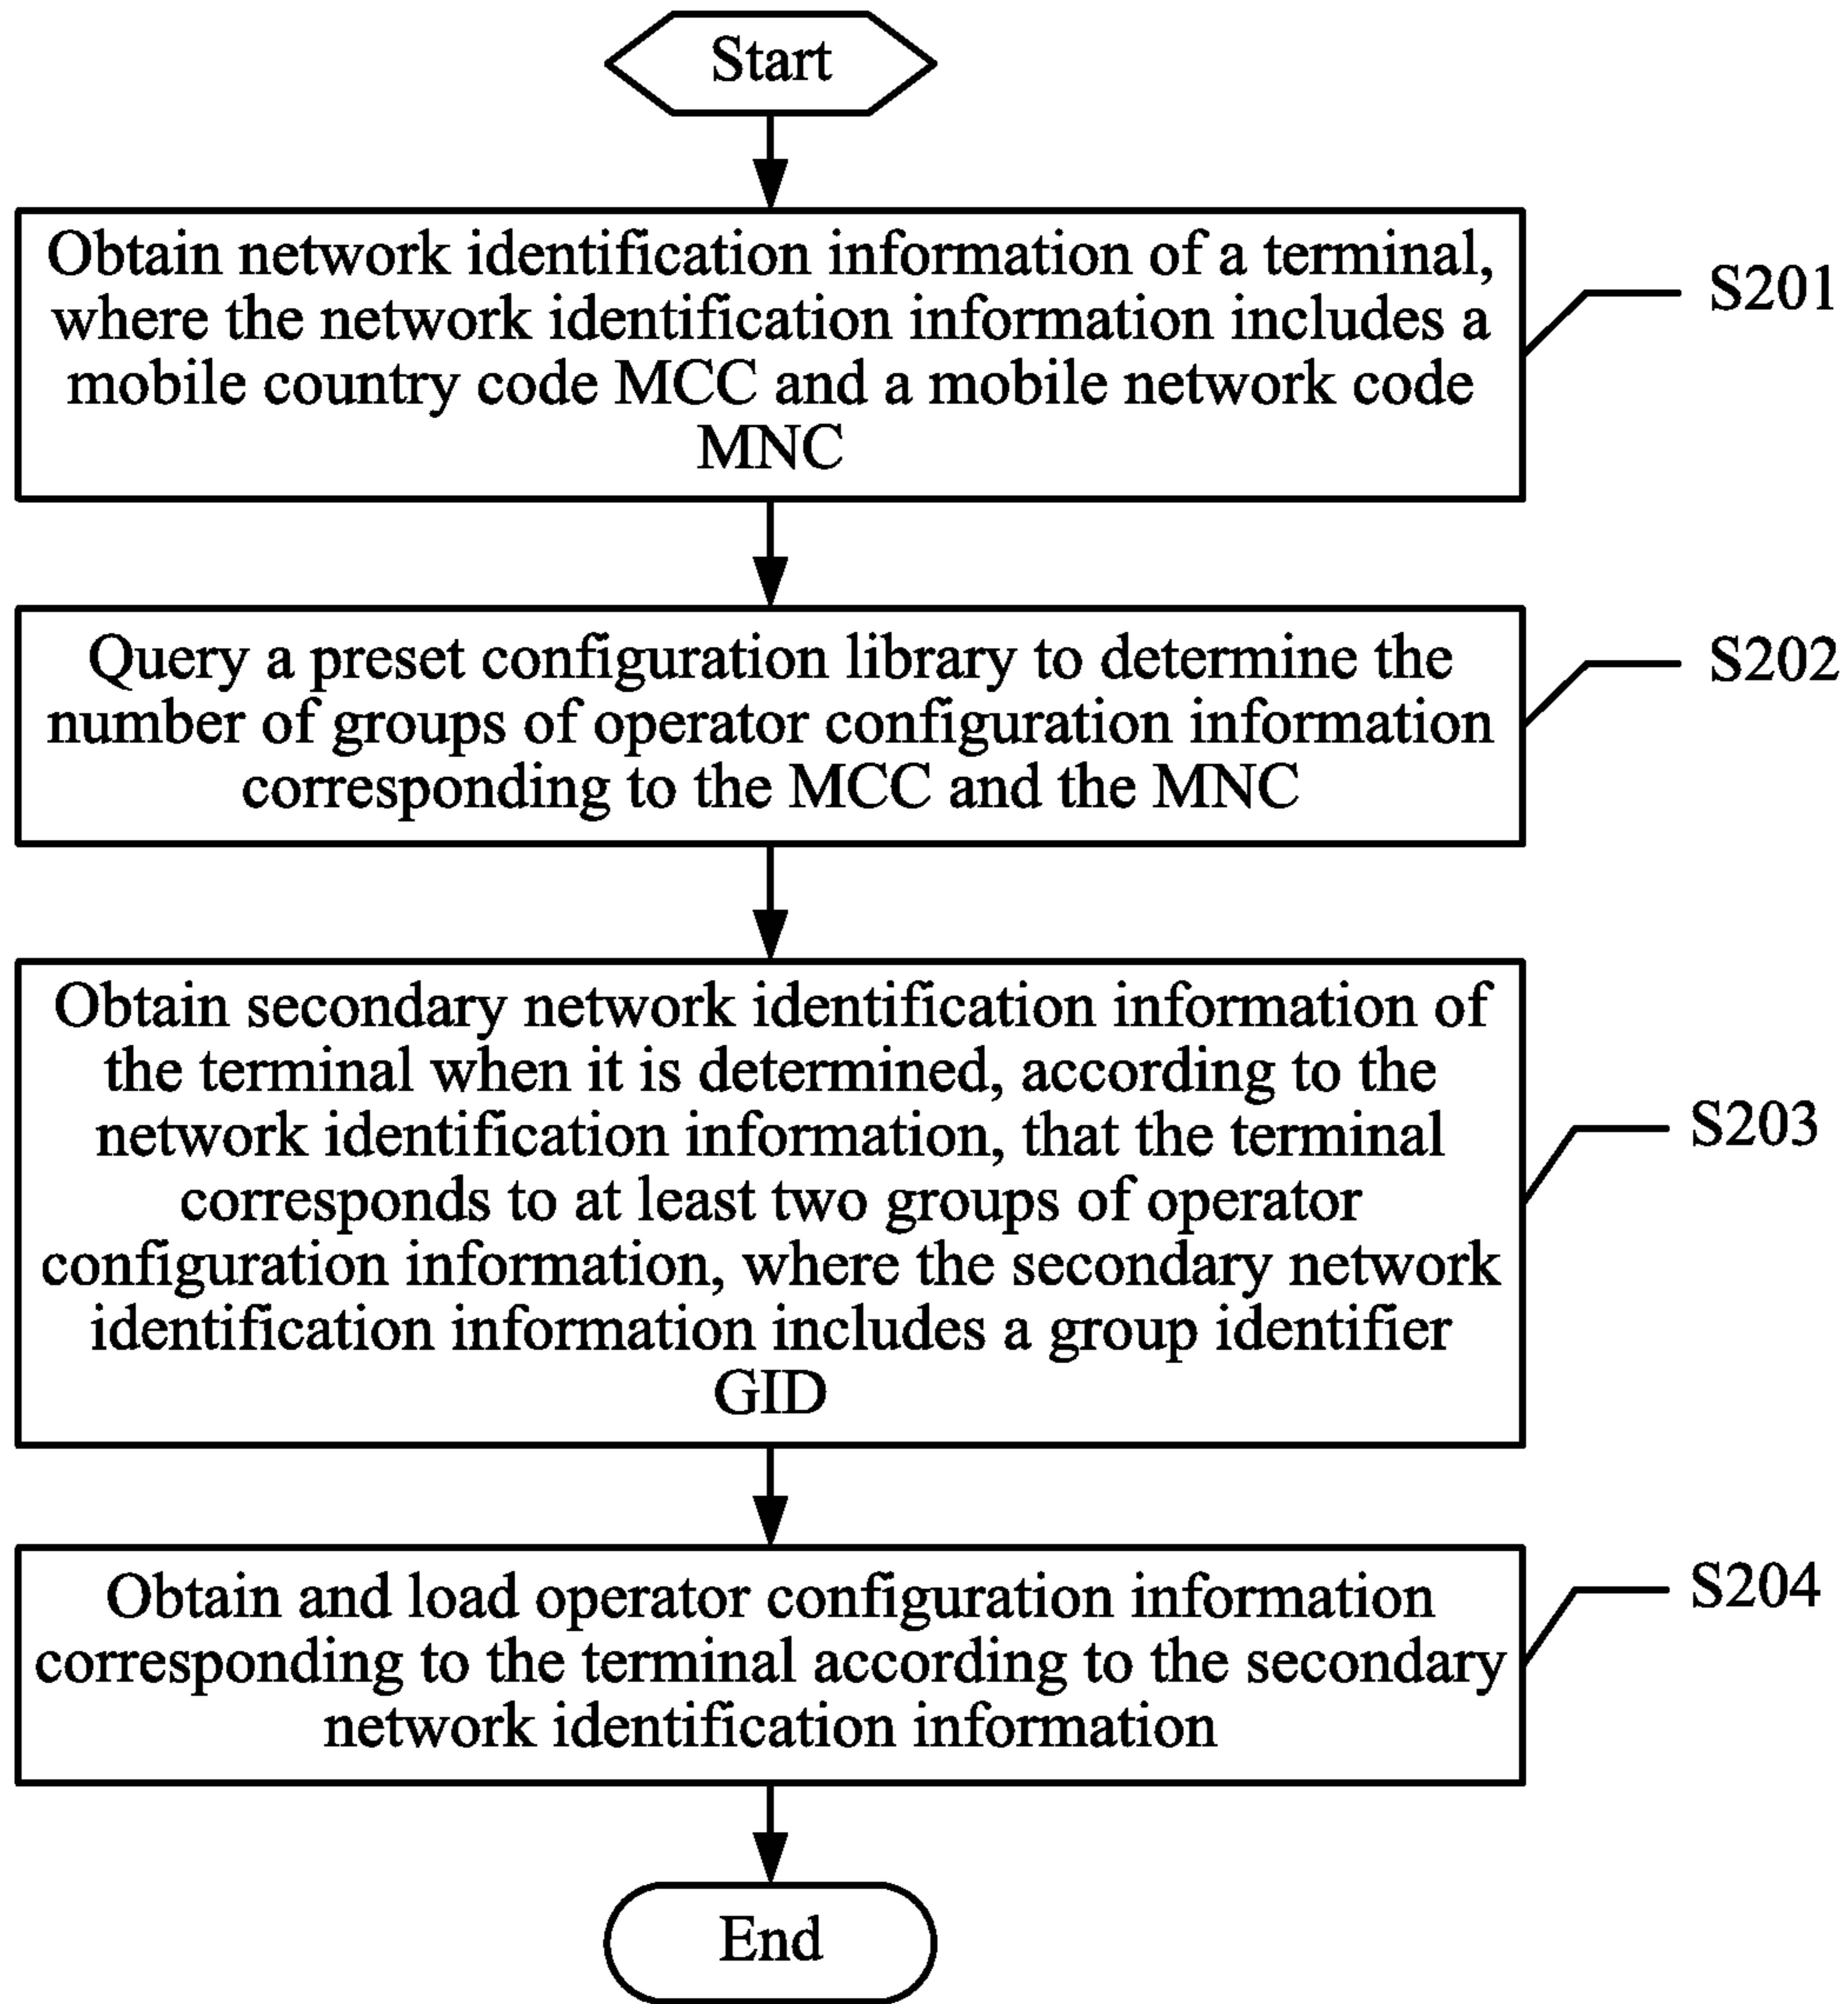 Start
Obtain network identification information of a terminal,
where the network identification information includes a
mobile country code MCC and a mobile network code
MNC
S201
Query a preset configuration library to determine the
number of groups of operator configuration information
corresponding to the MCC and the MNC
S202
Obtain secondary network identification information of
the terminal when it is determined, according to the
network identification information, that the terminal
corresponds to at least two groups of operator
configuration information, where the secondary network
identification information includes a group identifier
GID
S203
Obtain and load operator configuration information
corresponding to the terminal according to the secondary
network identification information
S204
End